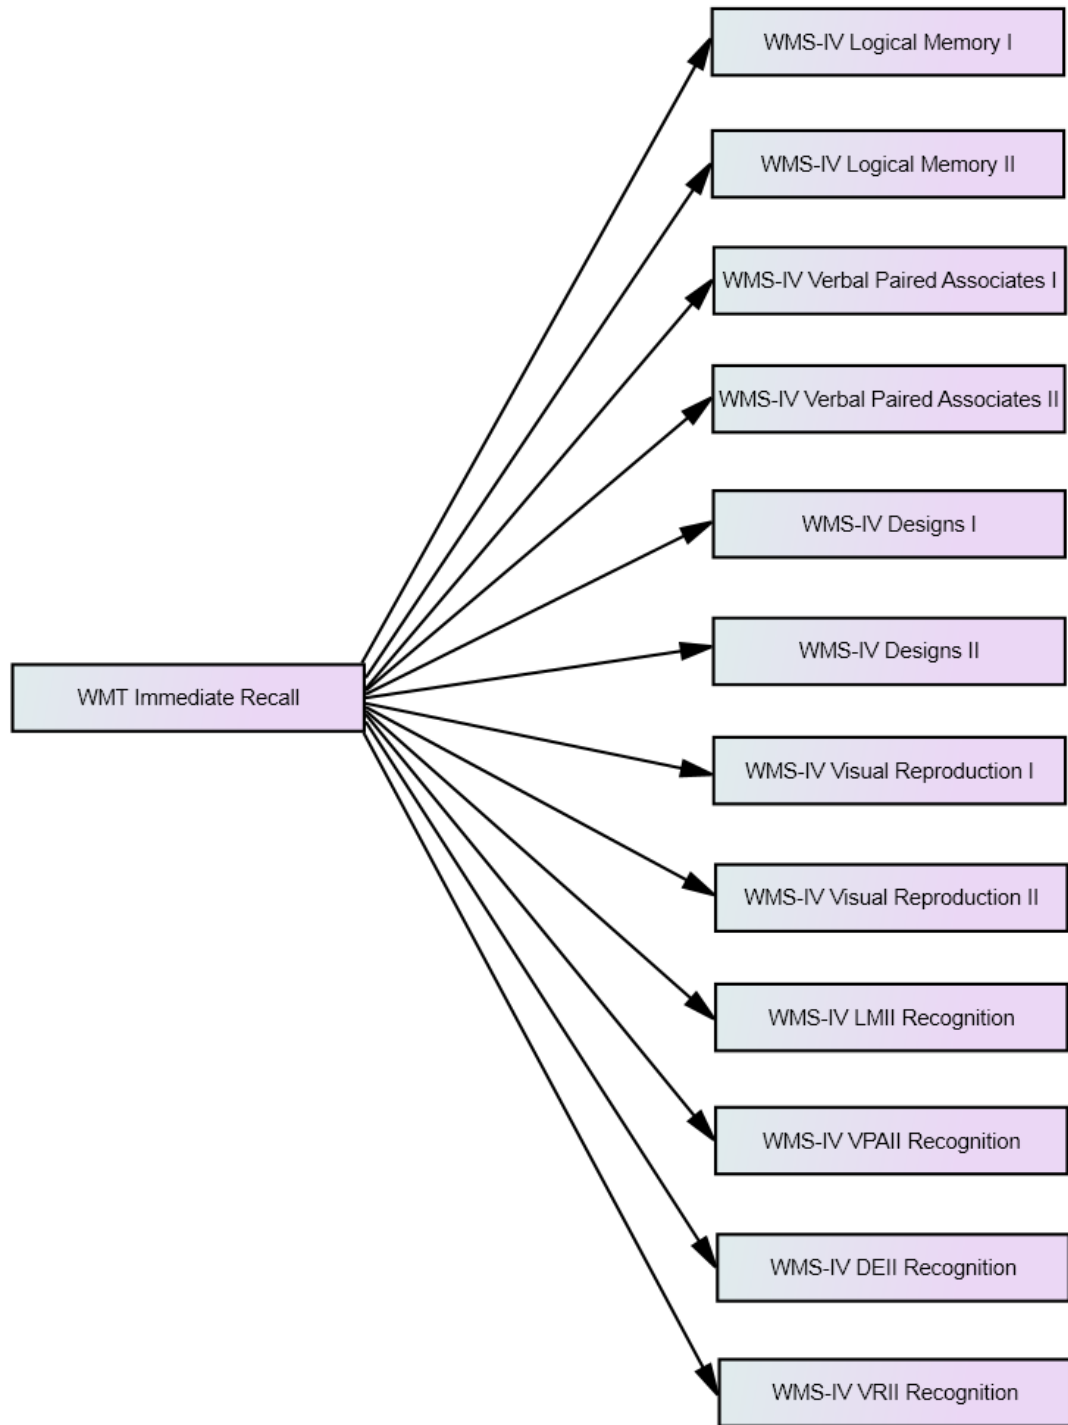 WMS-IV Logical Memory I
WMS-IV Logical Memory II
WMS-IV Verbal Paired Associates I
WMS-IV Verbal Paired Associates II
WMS-IV Designs I
WMS-IV Designs II
WMT Immediate Recall
WMS-IV Visual Reproduction I
WMS-IV Visual Reproduction II
WMS-IV LMII Recognition
WMS-IV VPAII Recognition
WMS-IV DEII Recognition
WMS-IV VRII Recognition